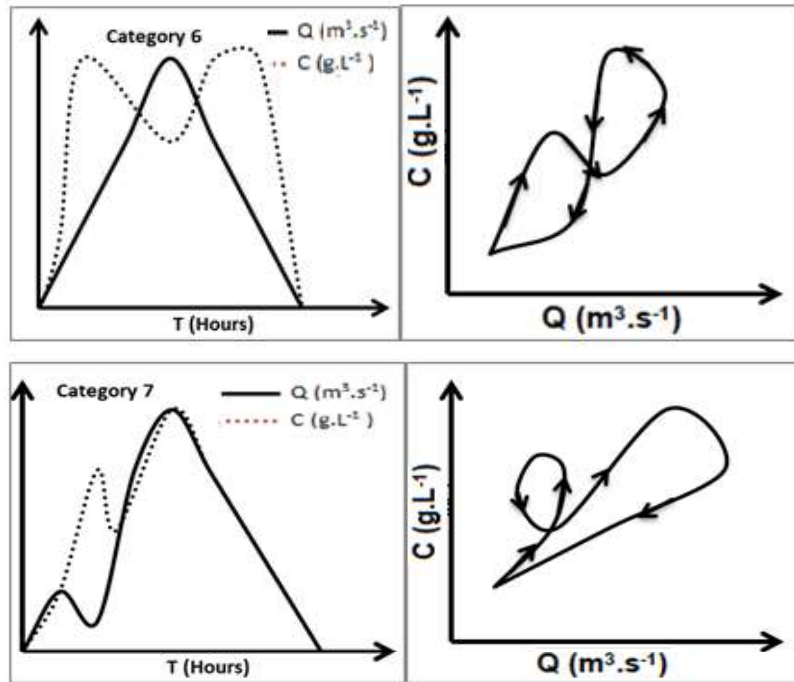 Category 6
Q (m³.s⁻¹)
C (g.L⁻¹)
T (Hours)
C (g.L⁻¹)
Q (m³.s⁻¹)
Category 7
Q (m³.s⁻¹)
C (g.L⁻¹)
T (Hours)
C (g.L⁻¹)
Q (m³.s⁻¹)